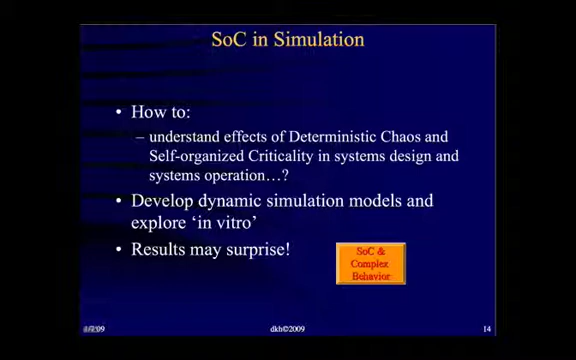 SoC in Simulation
• How to:
– understand effects of Deterministic Chaos and
Self-organized Criticality in systems design and
systems operation…?
• Develop dynamic simulation models and
explore ‘in vitro’
• Results may surprise!
SoC &
Complex
Behavior
dkh©2009
14